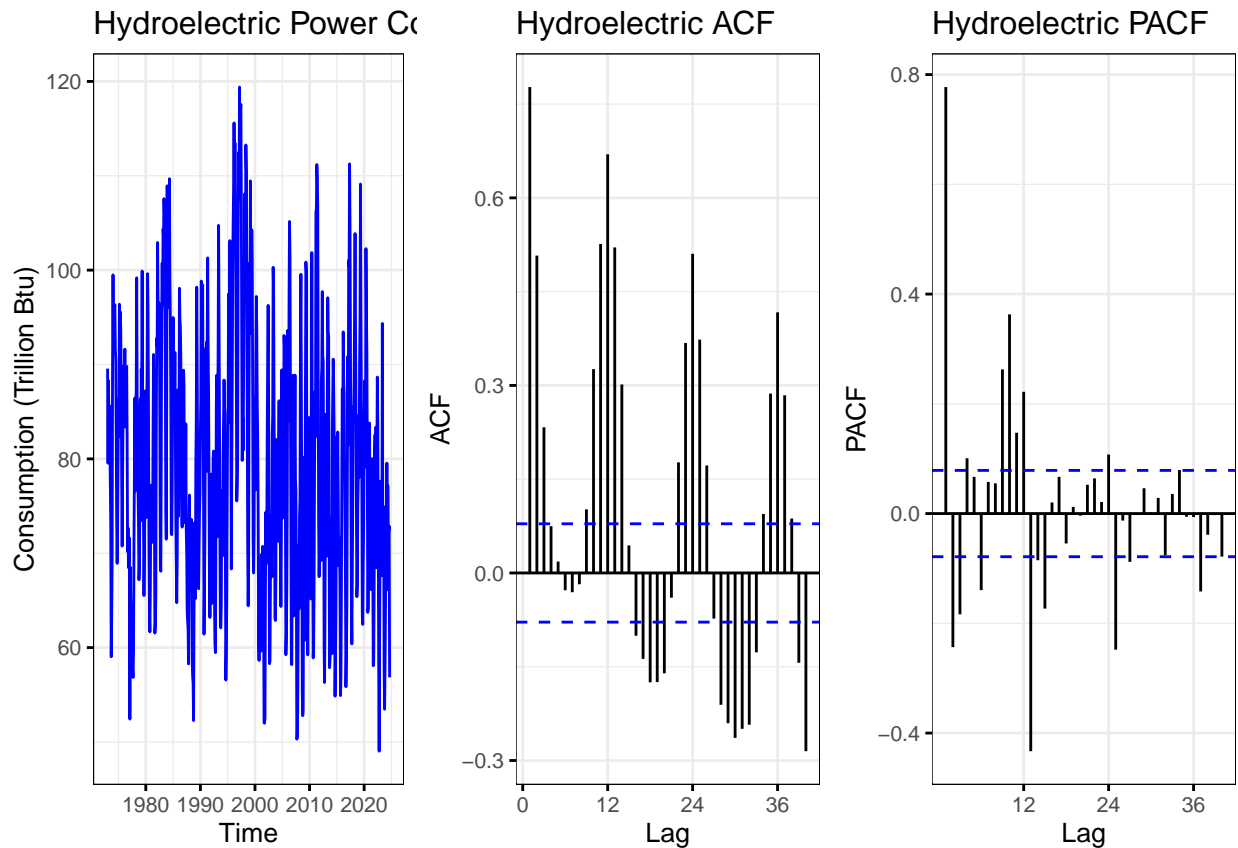 Hydroelectric Power Co
120
100
80
60
1980 1990 2000 2010 2020
Time
Consumption (Trillion Btu)
Hydroelectric ACF
0.6
0.3
0.0
−0.3
0 12 24 36
Lag
ACF
Hydroelectric PACF
0.8
0.4
0.0
−0.4
12 24 36
Lag
PACF